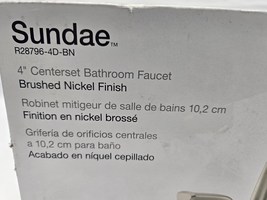 Sundae™
R28796-4D-BN
4" Centerset Bathroom Faucet
Brushed Nickel Finish
Robinet mitigeur de salle de bains 10,2 cm
Finition en nickel brossé
Grifería de orificios centrales
a 10,2 cm para baño
Acabado en níquel cepillado